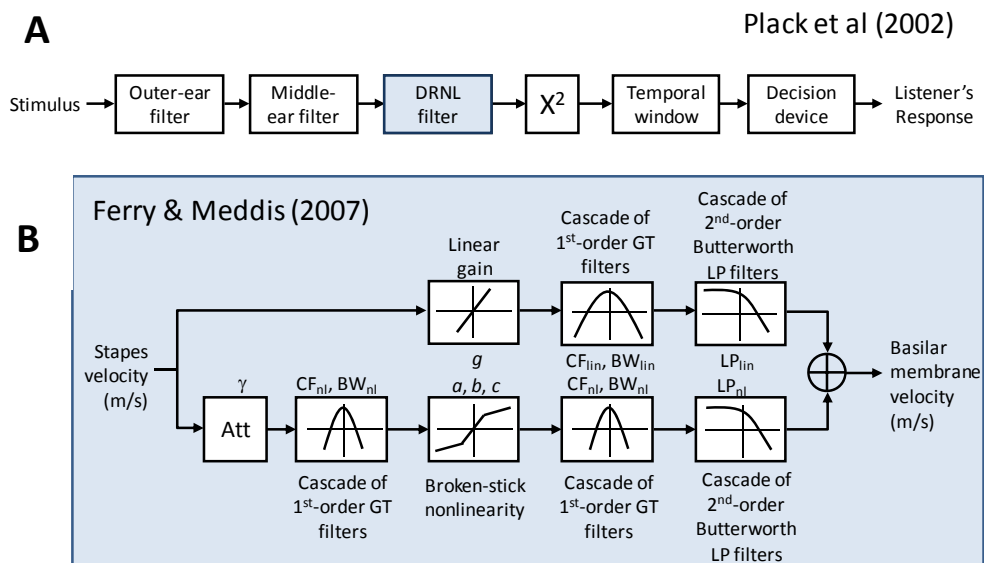 A
Plack et al (2002)
Stimulus
Outer-ear
filter
Middle-
ear filter
DRNL
filter
X²
Temporal
window
Decision
device
Listener's
Response
B
Ferry & Meddis (2007)
Stapes
velocity
(m/s)
Linear
gain
g
Cascade of
1st-order GT
filters
CFlin, BWlin
Cascade of
2nd-order
Butterworth
LP filters
LPlin
γ
Att
CFnl, BWnl
Cascade of
1st-order GT
filters
a, b, c
Broken-stick
nonlinearity
CFnl, BWnl
Cascade of
1st-order GT
filters
LPnl
Cascade of
2nd-order
Butterworth
LP filters
Basilar
membrane
velocity
(m/s)